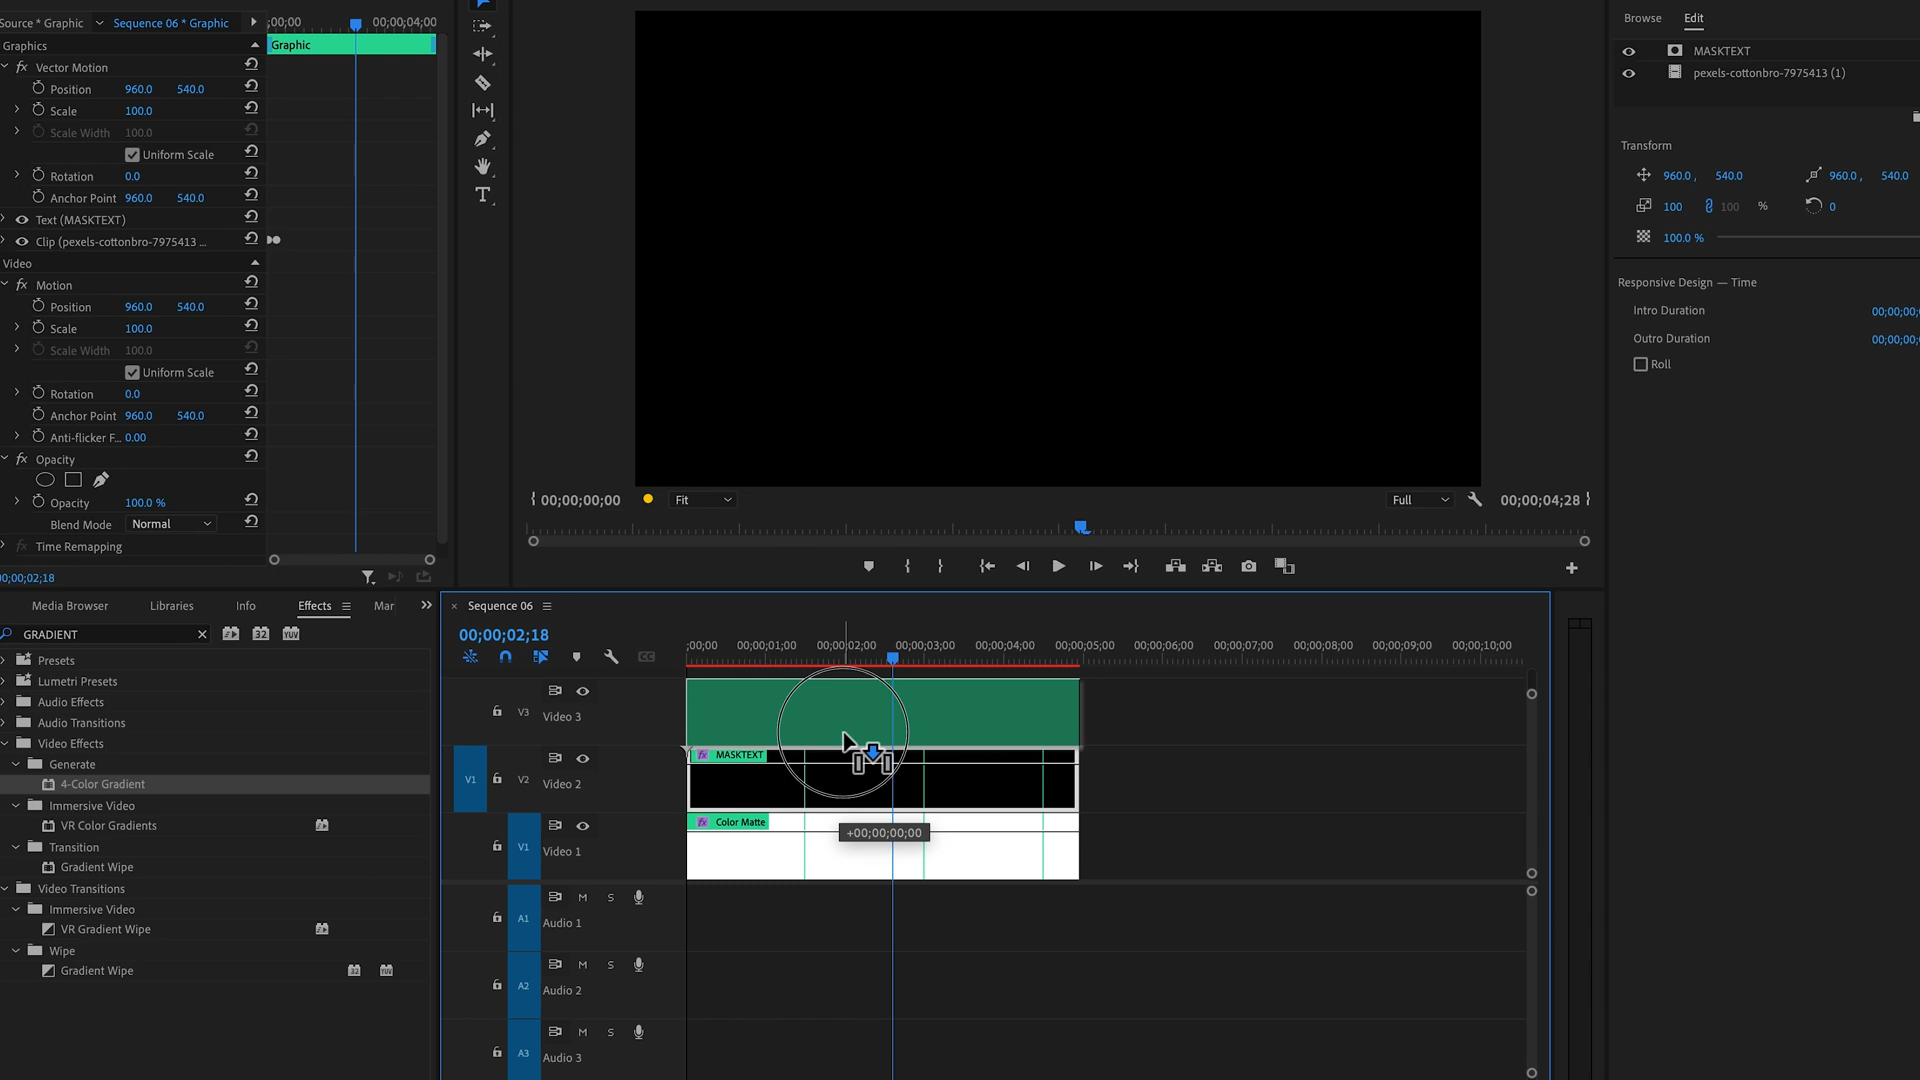 Source * Graphic
Sequence 06 * Graphic
;00;00
00;00;04;00
Graphics
Graphic
Vector Motion
Position 960.0 540.0
Scale 100.0
Scale Width 100.0
Uniform Scale
Rotation 0.0
Anchor Point 960.0 540.0
Text (MASKTEXT)
Clip (pexels-cottonbro-7975413 ...
Video
Motion
Position 960.0 540.0
Scale 100.0
Scale Width 100.0
Uniform Scale
Rotation 0.0
Anchor Point 960.0 540.0
Anti-flicker F... 0.00
Opacity
Opacity 100.0 %
Blend Mode Normal
Time Remapping
0;00;02;18
T
00;00;00;00
Fit
Full
00;00;04;28
Browse
Edit
MASKTEXT
pexels-cottonbro-7975413 (1)
Transform
960.0 , 540.0
960.0 , 540.0
100 100 %
0
100.0 %
Responsive Design — Time
Intro Duration 00;00;00;
Outro Duration 00;00;00;
Roll
Media Browser
Libraries
Info
Effects
Mar
GRADIENT
32
YUV
Presets
Lumetri Presets
Audio Effects
Audio Transitions
Video Effects
Generate
4-Color Gradient
Immersive Video
VR Color Gradients
Transition
Gradient Wipe
Video Transitions
Immersive Video
VR Gradient Wipe
Wipe
Gradient Wipe
32
YUV
Sequence 06
00;00;02;18
CC
;00;00
00;00;01;00
00;00;02;00
00;00;03;00
00;00;04;00
00;00;05;00
00;00;06;00
00;00;07;00
00;00;08;00
00;00;09;00
00;00;10;00
V3 Video 3
fx MASKTEXT
V1 V2 Video 2
fx Color Matte
+00;00;00;00
V1 Video 1
M S
A1 Audio 1
M S
A2 Audio 2
M S
A3 Audio 3